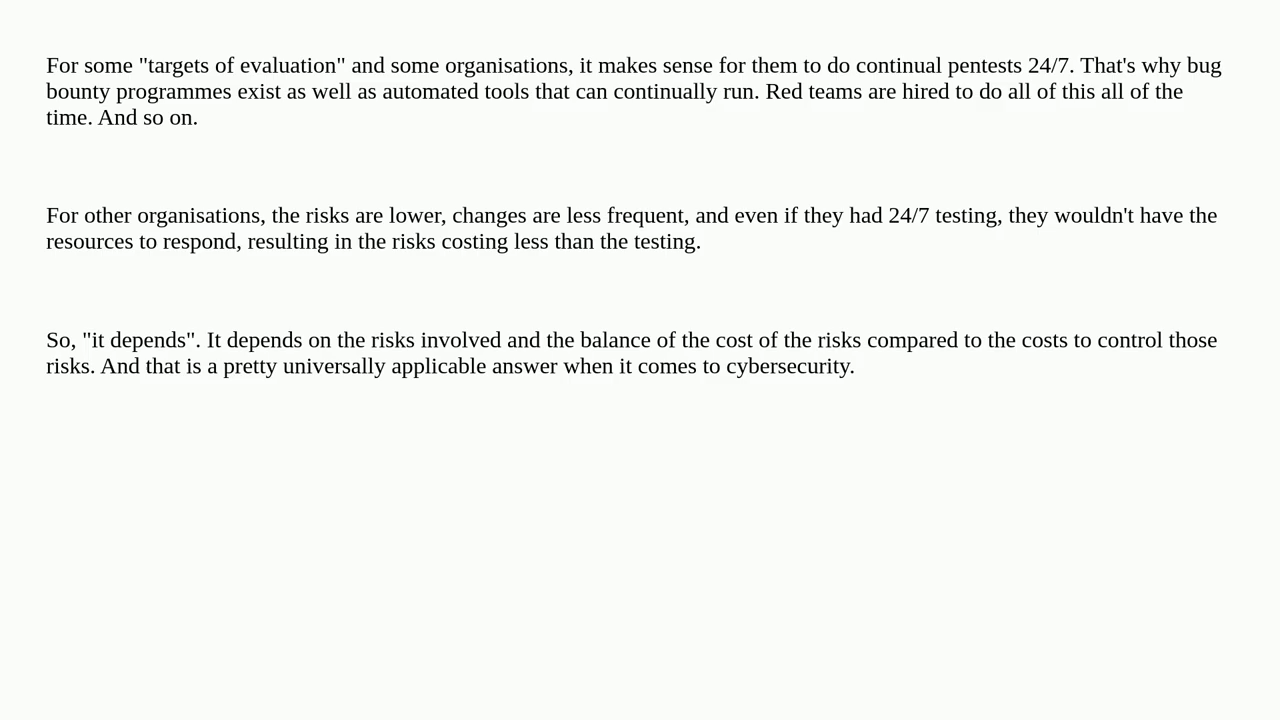 For some "targets of evaluation" and some organisations, it makes sense for them to do continual pentests 24/7. That's why bug
bounty programmes exist as well as automated tools that can continually run. Red teams are hired to do all of this all of the
time. And so on.
For other organisations, the risks are lower, changes are less frequent, and even if they had 24/7 testing, they wouldn't have the
resources to respond, resulting in the risks costing less than the testing.
So, "it depends". It depends on the risks involved and the balance of the cost of the risks compared to the costs to control those
risks. And that is a pretty universally applicable answer when it comes to cybersecurity.